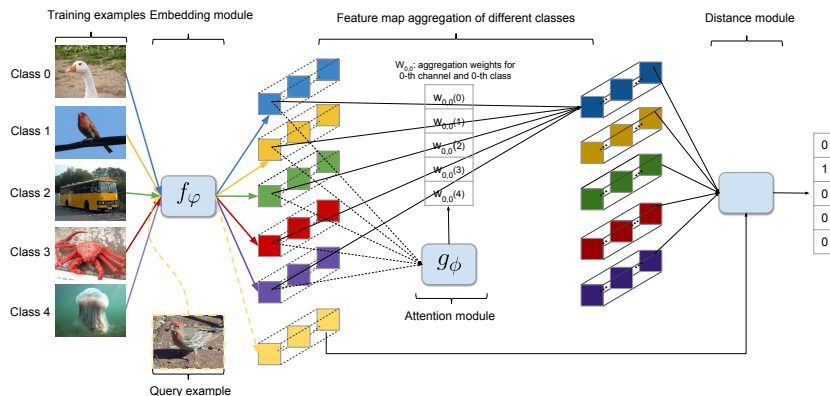 Training examples
Embedding module
Feature map aggregation of different classes
Distance module
W0,0: aggregation weights for
0-th channel and 0-th class
Class 0
Class 1
Class 2
Class 3
Class 4
fφ
w0,0(0)
w0,0(1)
w0,0(2)
w0,0(3)
w0,0(4)
gϕ
Attention module
0
1
0
0
0
Query example